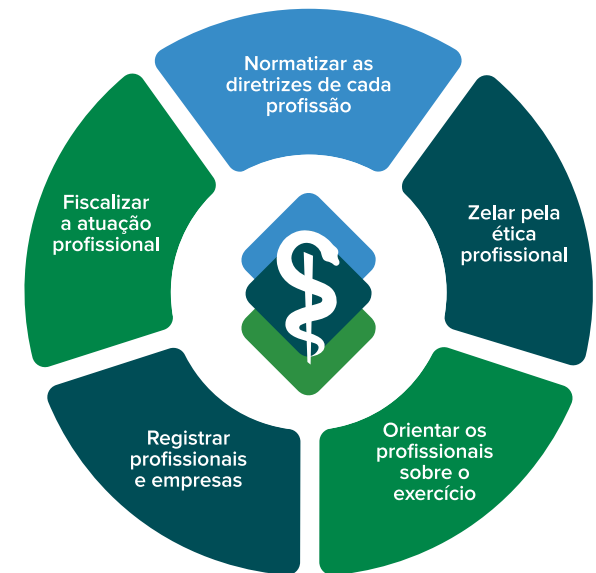 Normatizar as
diretrizes de cada
profissão
Zelar pela
ética
profissional
Orientar os
profissionais
sobre o
exercício
Registrar
profissionais
e empresas
Fiscalizar
a atuação
profissional